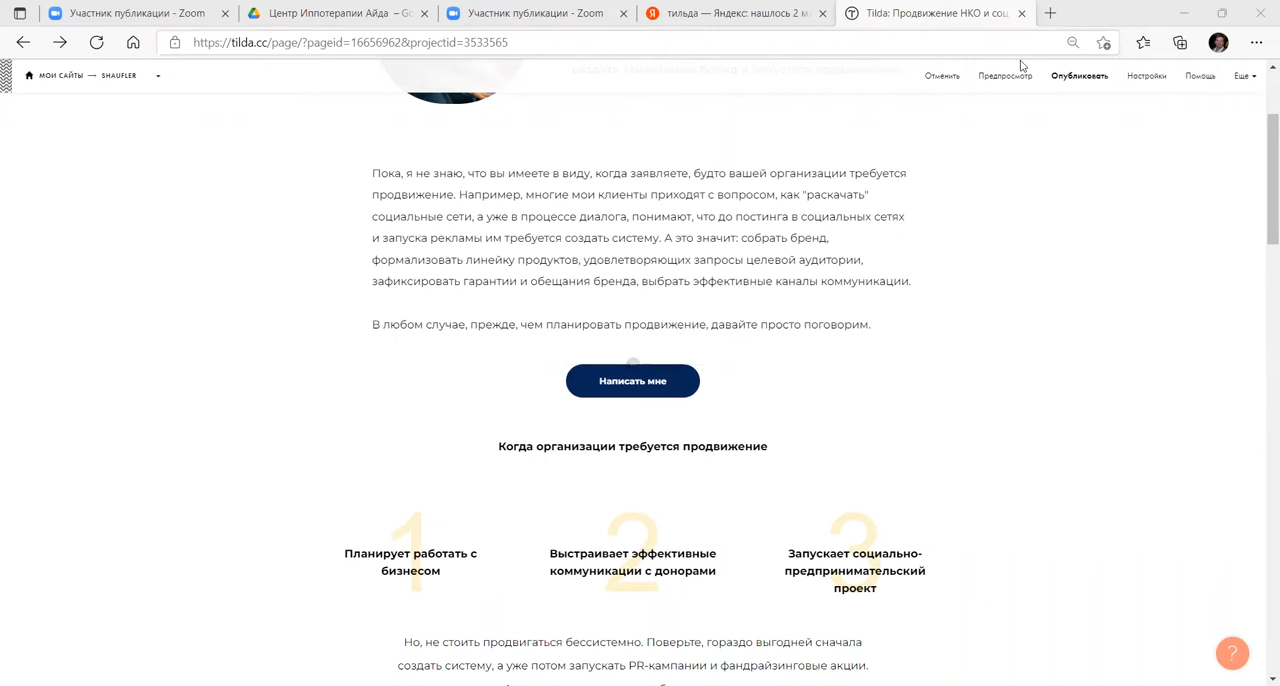 Участник публикации - Zoom
Центр Иппотерапии Айда – Go
Участник публикации - Zoom
тильда — Яндекс: нашлось 2 м
Tilda: Продвижение НКО и соц
https://tilda.cc/page/?pageid=16656962&projectid=3533565
МОИ САЙТЫ — SHAUFLER
Отменить
Предпросмотр
Опубликовать
Настройки
Помощь
Еще
Пока, я не знаю, что вы имеете в виду, когда заявляете, будто вашей организации требуется
продвижение. Например, многие мои клиенты приходят с вопросом, как "раскачать"
социальные сети, а уже в процессе диалога, понимают, что до постинга в социальных сетях
и запуска рекламы им требуется создать систему. А это значит: собрать бренд,
формализовать линейку продуктов, удовлетворяющих запросы целевой аудитории,
зафиксировать гарантии и обещания бренда, выбрать эффективные каналы коммуникации.
В любом случае, прежде, чем планировать продвижение, давайте просто поговорим.
Написать мне
Когда организации требуется продвижение
1
Планирует работать с
бизнесом
2
Выстраивает эффективные
коммуникации с донорами
3
Запускает социально-
предпринимательский
проект
Но, не стоить продвигаться бессистемно. Поверьте, гораздо выгодней сначала
создать систему, а уже потом запускать PR-кампании и фандрайзинговые акции.
?